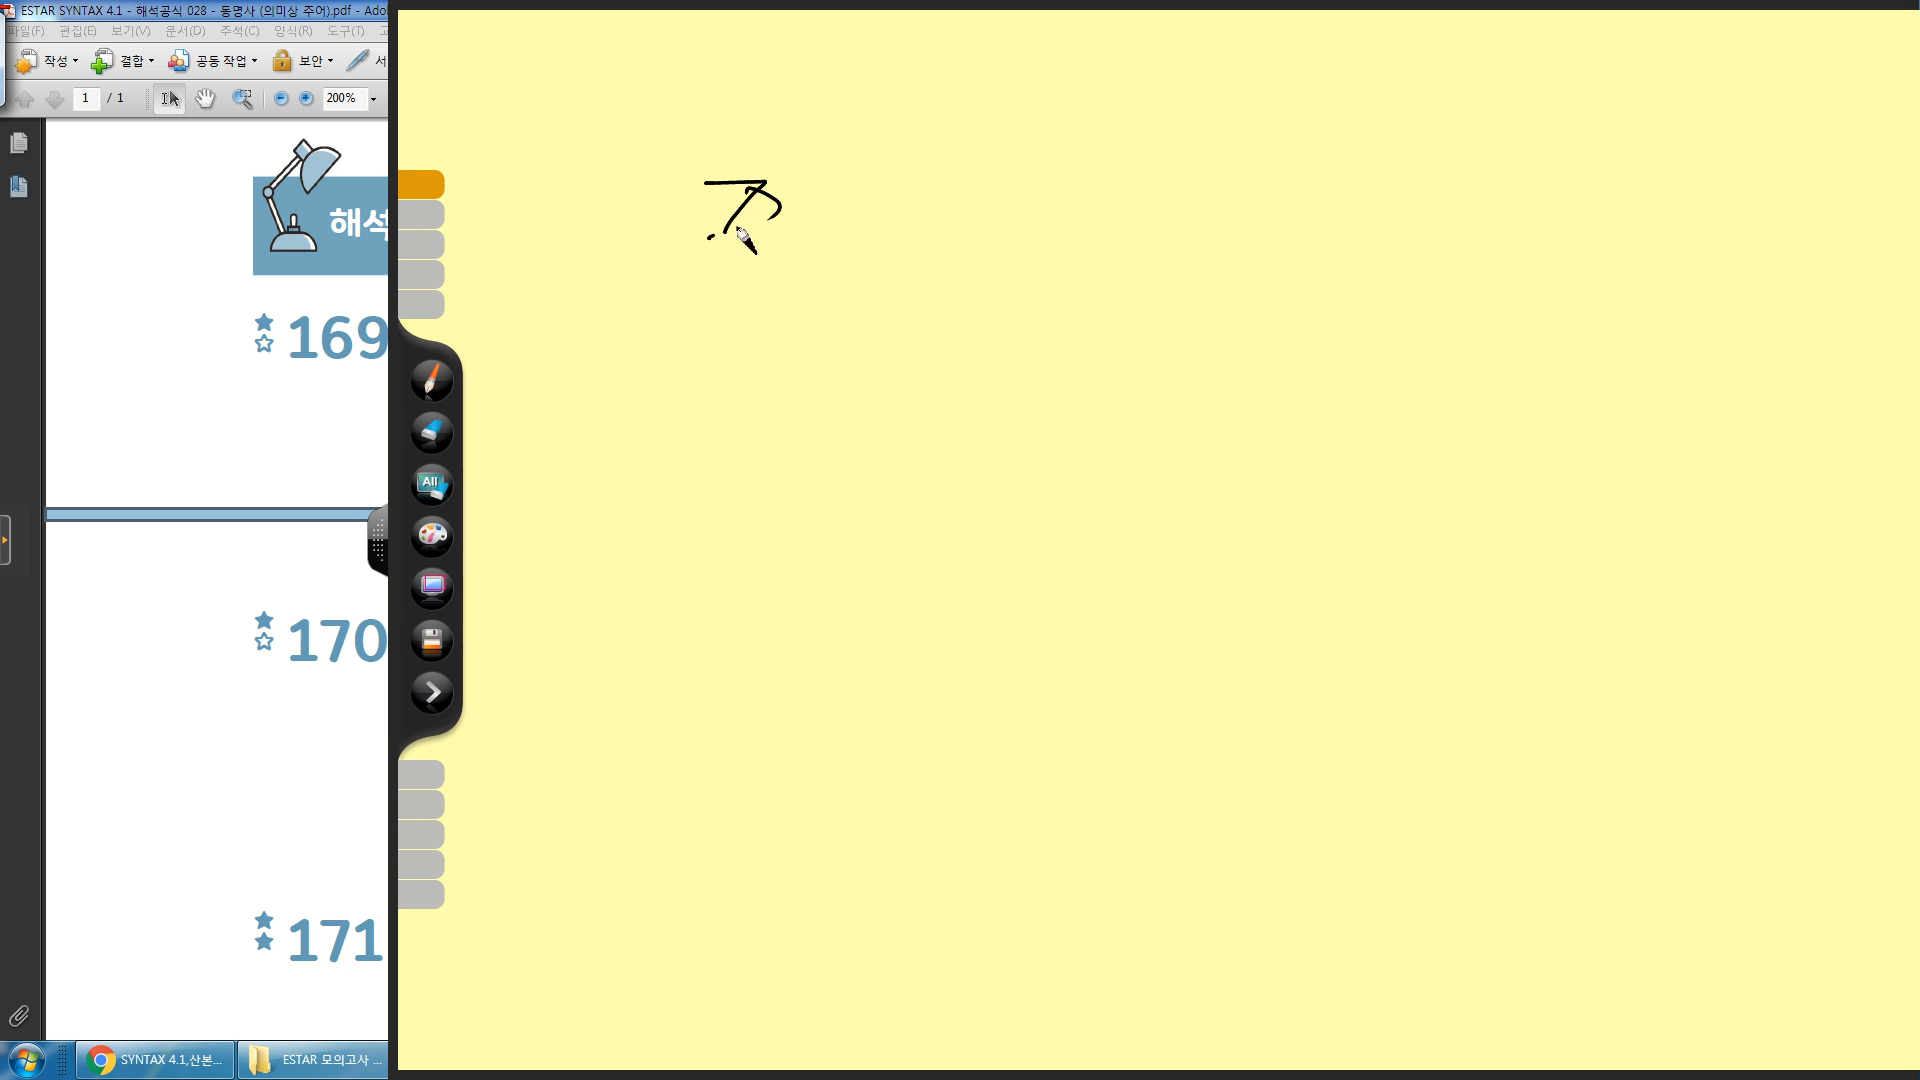 ESTAR SYNTAX 4.1 - 해석공식 028 - 동명사 (의미상 주어).pdf - Ado
파일(F) 편집(E) 보기(V) 문서(D) 주석(C) 양식(R) 도구(T)
작성 결합 공동 작업 보안 서
1 / 1 200%
해석
169
All
170
171
SYNTAX 4.1,산본... ESTAR 모의고사 ...